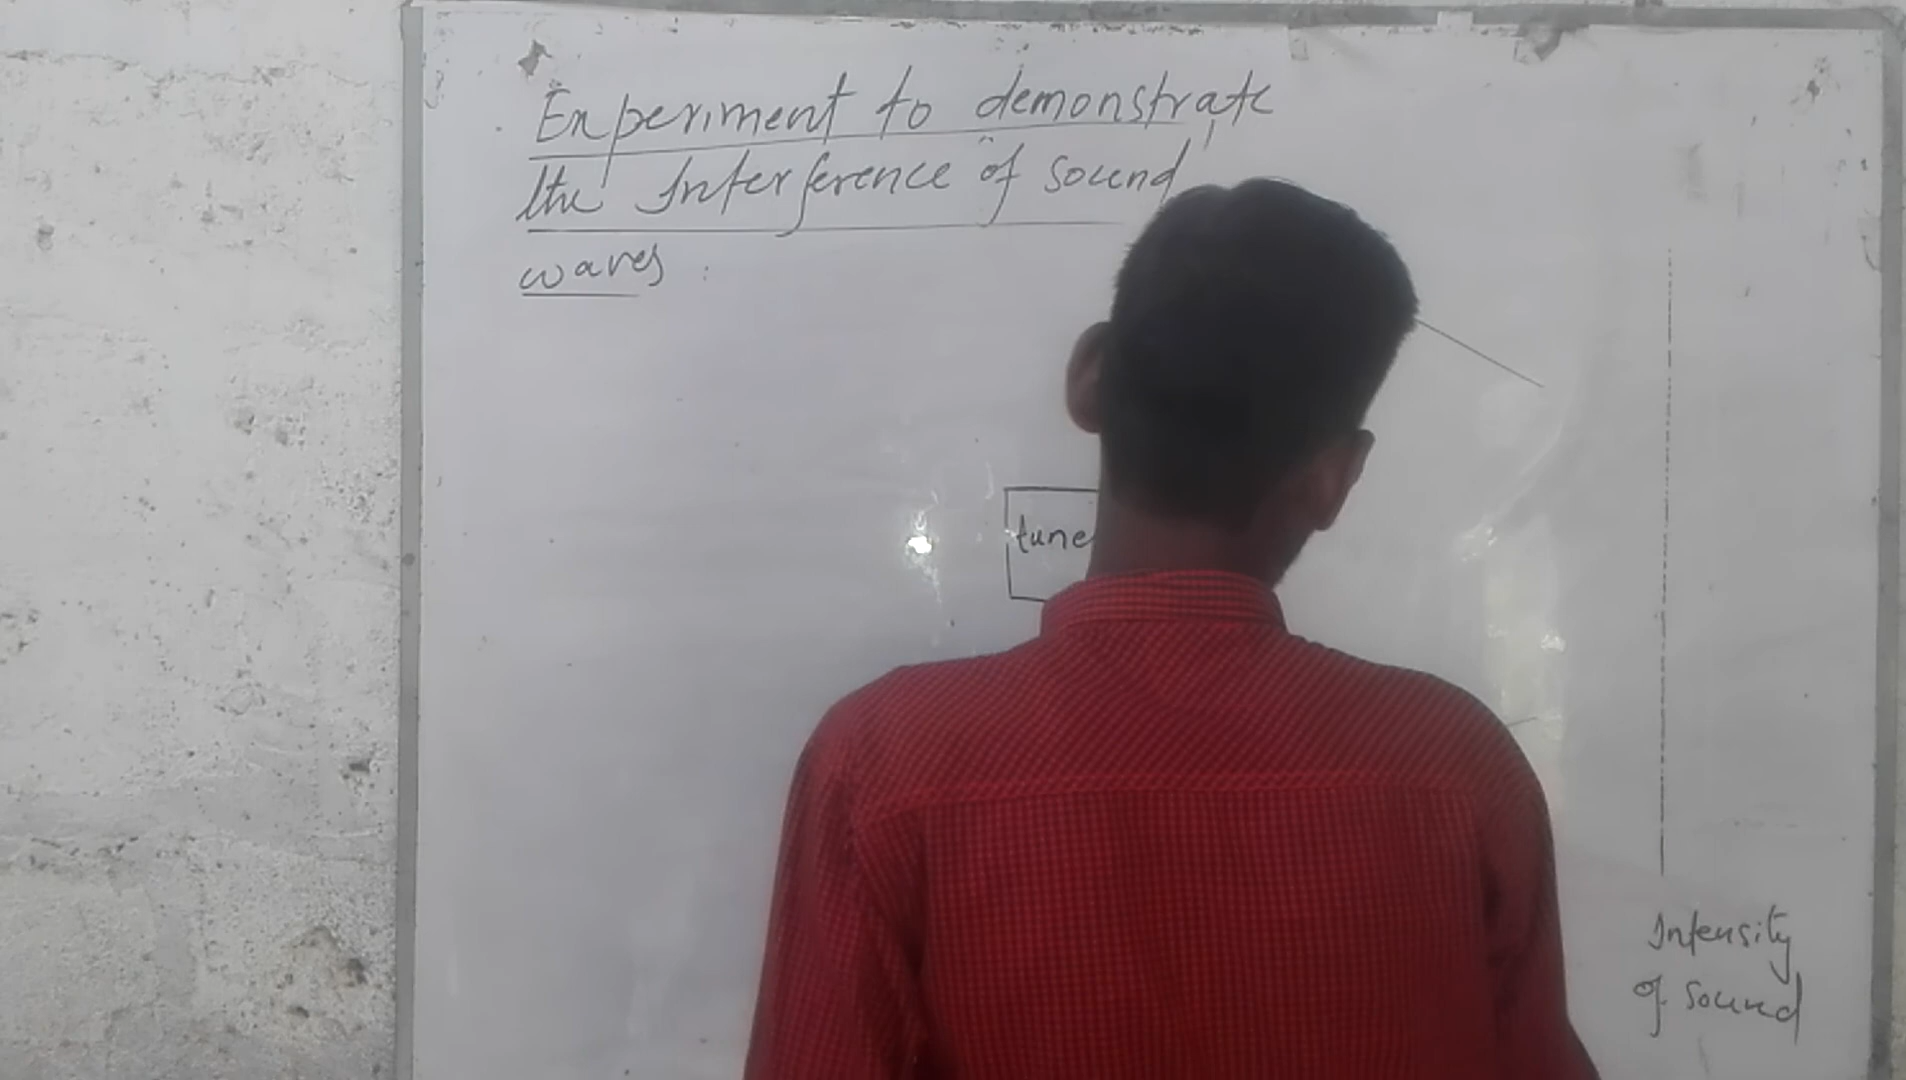 Experiment to demonstrate
the Interference of sound
waves :
tune
Intensity
of sound